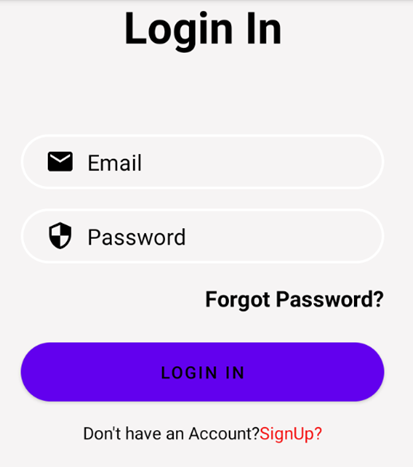 Login In
Email
Password
Forgot Password?
LOGIN IN
Don't have an Account?SignUp?